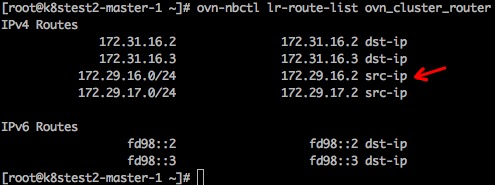 [root@k8stest2-master-1 ~]# ovn-nbctl lr-route-list ovn_cluster_router
IPv4 Routes
172.31.16.2 172.31.16.2 dst-ip
172.31.16.3 172.31.16.3 dst-ip
172.29.16.0/24 172.29.16.2 src-ip
172.29.17.0/24 172.29.17.2 src-ip
IPv6 Routes
fd98::2 fd98::2 dst-ip
fd98::3 fd98::3 dst-ip
[root@k8stest2-master-1 ~]#